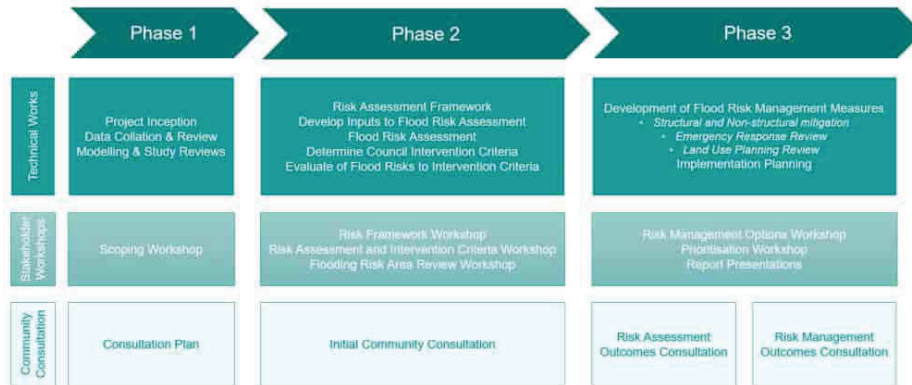 Phase 1
Phase 2
Phase 3
Technical Works
Project Inception
Data Collation & Review
Modelling & Study Reviews
Risk Assessment Framework
Develop Inputs to Flood Risk Assessment
Flood Risk Assessment
Determine Council Intervention Criteria
Evaluate of Flood Risks to Intervention Criteria
Development of Flood Risk Management Measures
• Structural and Non-structural mitigation
• Emergency Response Review
• Land Use Planning Review
Implementation Planning
Stakeholder
Workshops
Scoping Workshop
Risk Framework Workshop
Risk Assessment and Intervention Criteria Workshop
Flooding Risk Area Review Workshop
Risk Management Options Workshop
Prioritisation Workshop
Report Presentations
Community
Consultation
Consultation Plan
Initial Community Consultation
Risk Assessment
Outcomes Consultation
Risk Management
Outcomes Consultation